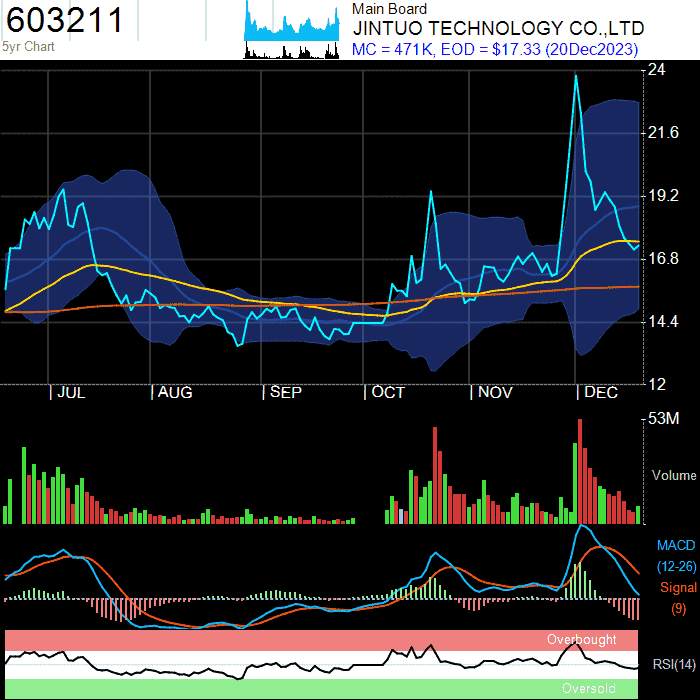 603211
5yr Chart
Main Board
JINTUO TECHNOLOGY CO.,LTD
MC = 471K, EOD = $17.33 (20Dec2023)
24
21.6
19.2
16.8
14.4
12
| JUL | AUG | SEP | OCT | NOV | DEC
53M
Volume
MACD
(12-26)
Signal
(9)
Overbought
RSI(14)
Oversold